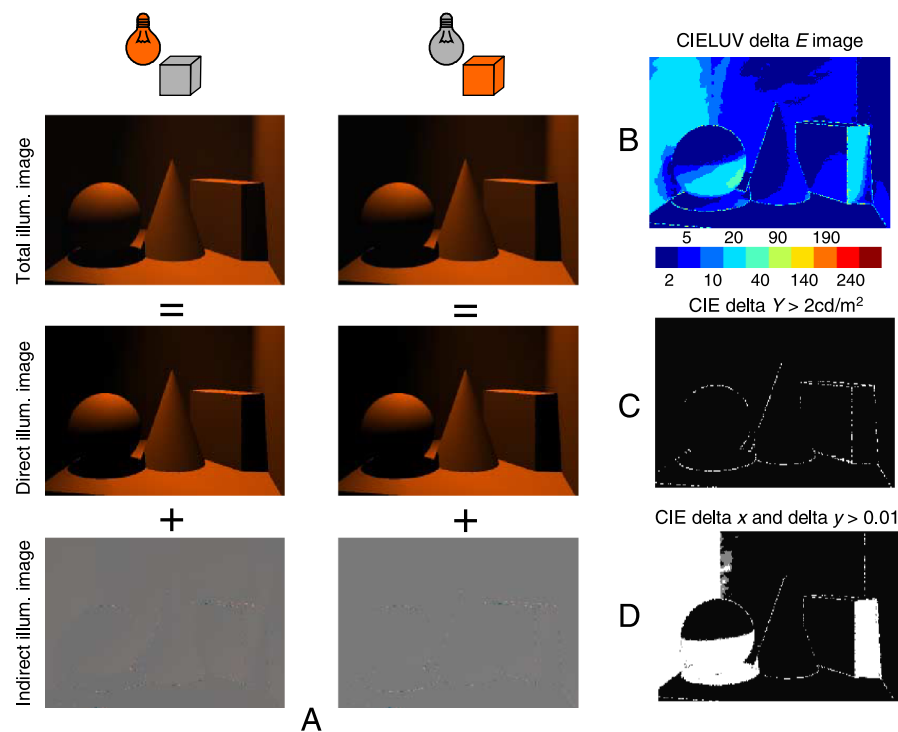 Total illum. image
Direct illum. image
Indirect illum. image
=
=
+
+
A
CIELUV delta E image
B
5 20 90 190
2 10 40 140 240
CIE delta Y > 2cd/m²
C
CIE delta x and delta y > 0.01
D